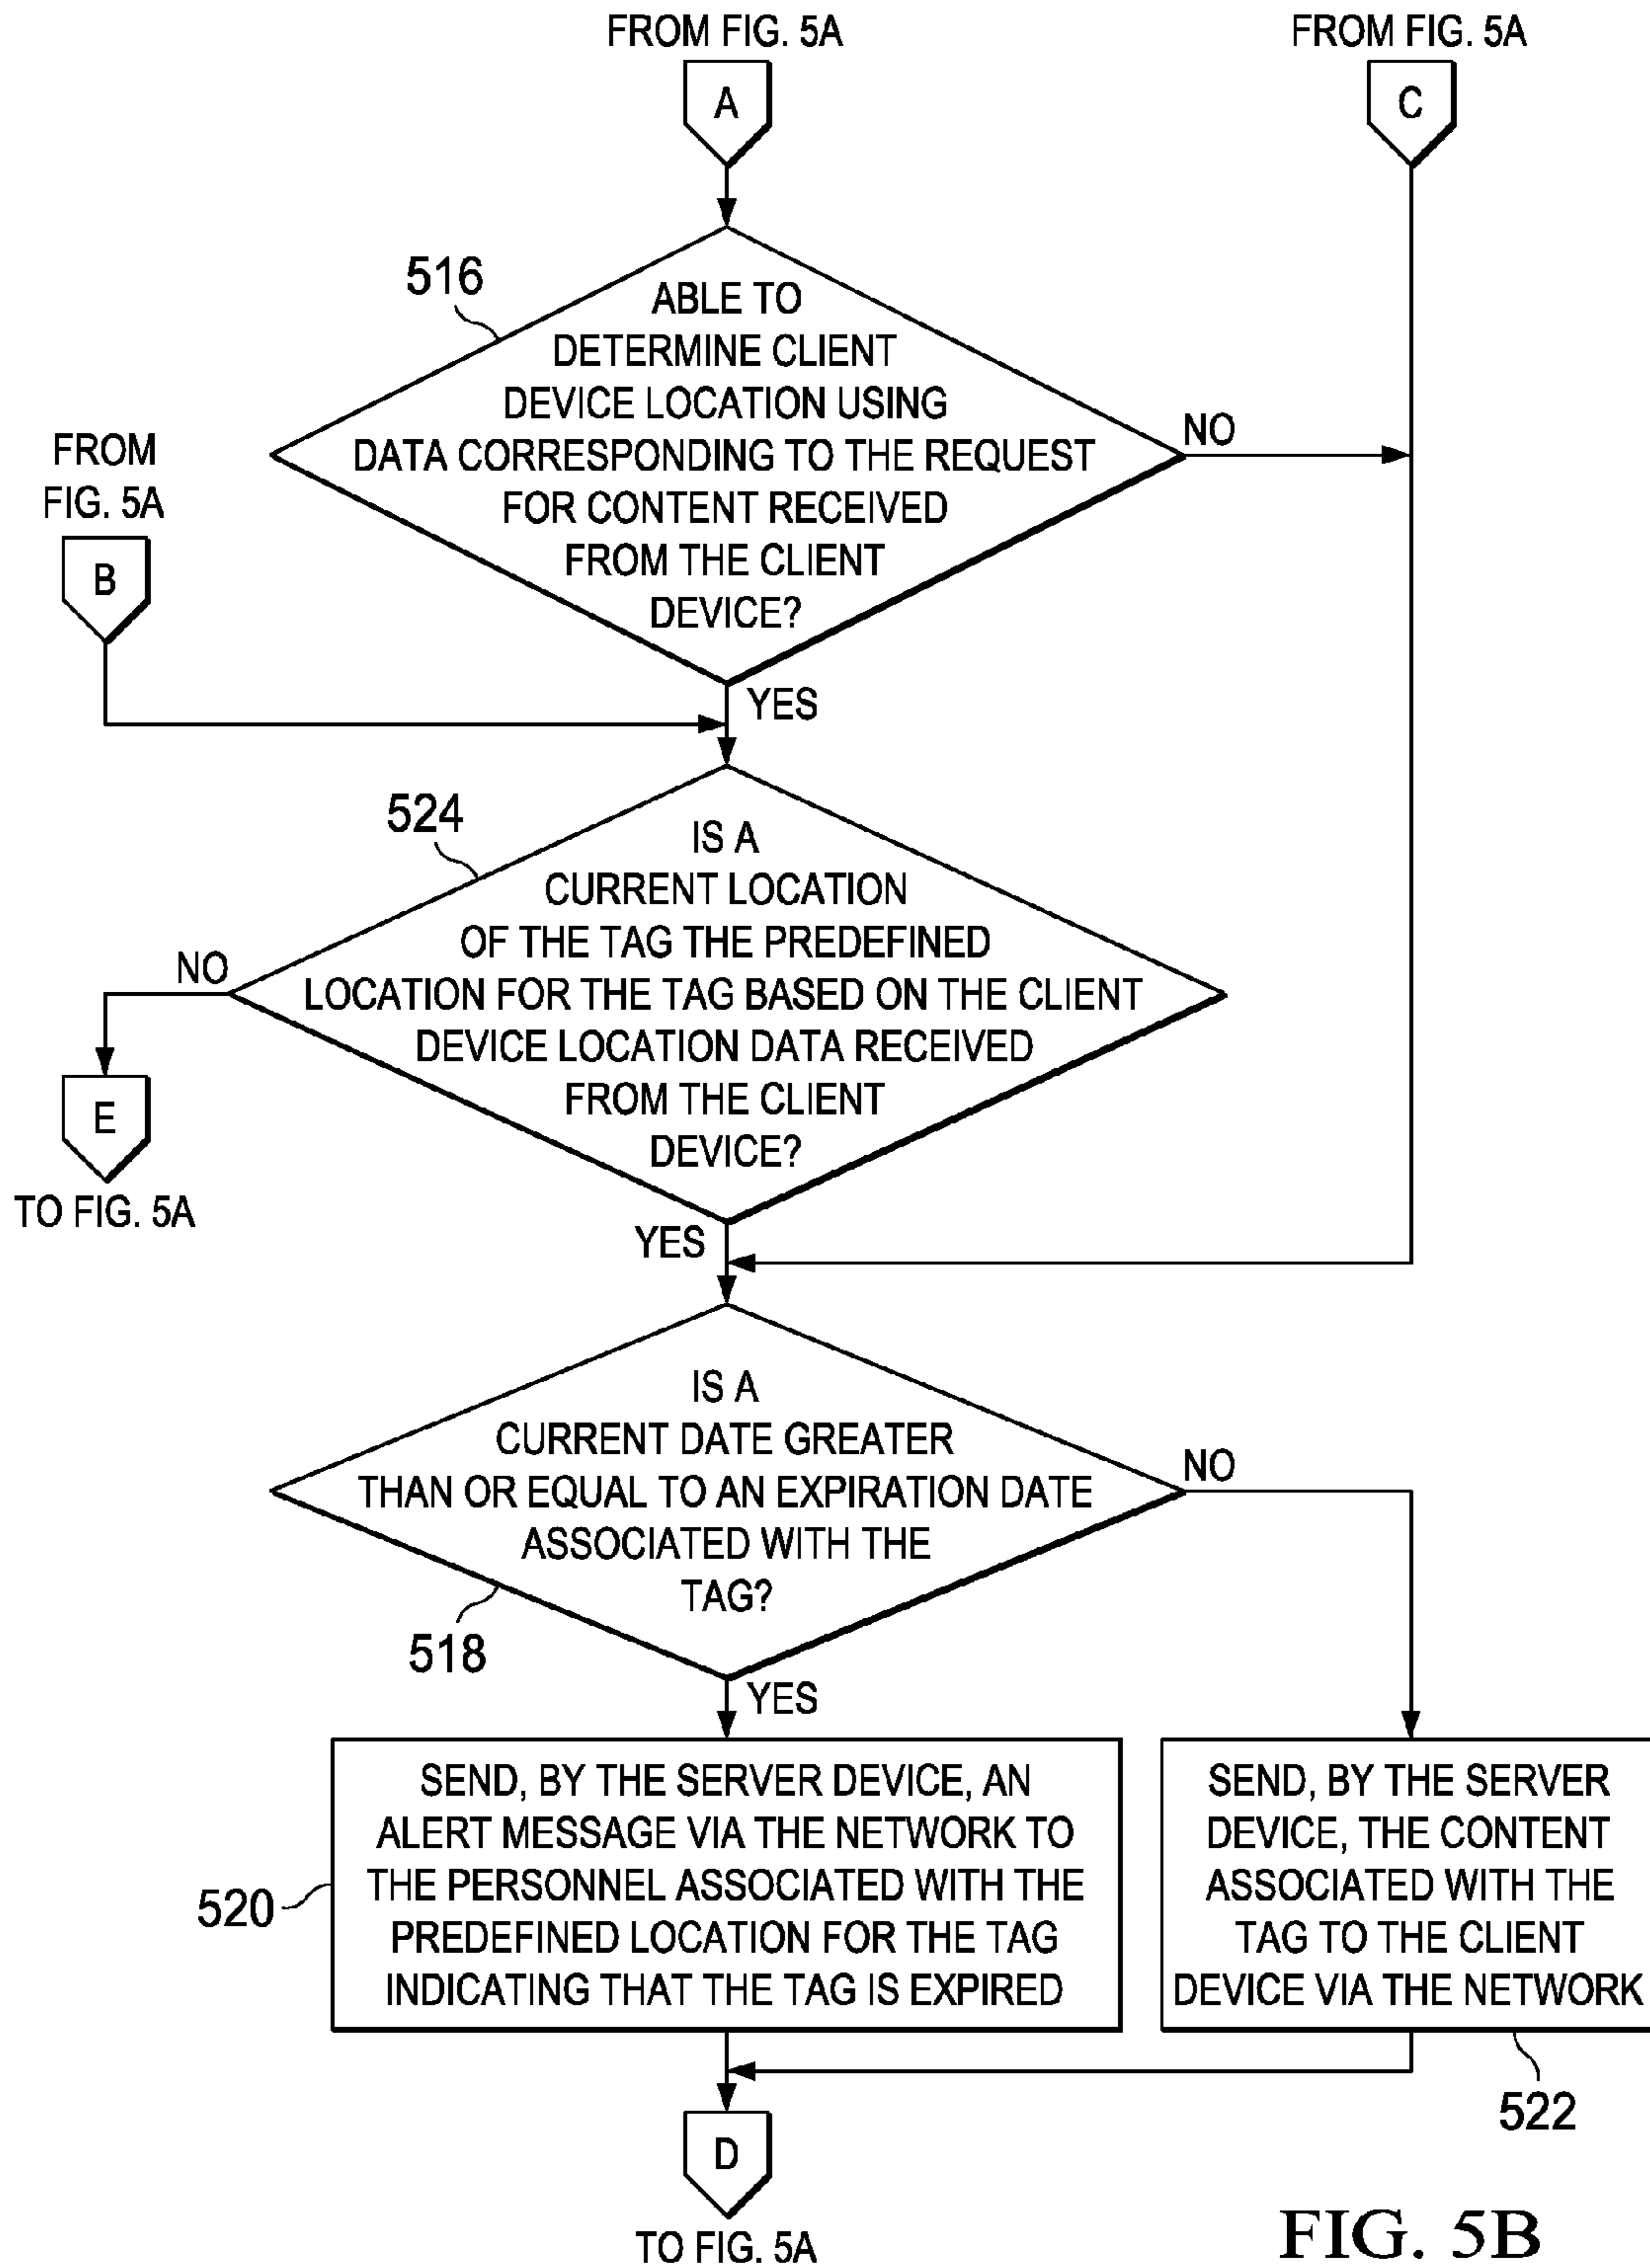 FROM FIG. 5A
A
FROM FIG. 5A
C
516
ABLE TO
DETERMINE CLIENT
DEVICE LOCATION USING
DATA CORRESPONDING TO THE REQUEST
FOR CONTENT RECEIVED
FROM THE CLIENT
DEVICE?
NO
FROM
FIG. 5A
B
YES
524
IS A
CURRENT LOCATION
OF THE TAG THE PREDEFINED
LOCATION FOR THE TAG BASED ON THE CLIENT
DEVICE LOCATION DATA RECEIVED
FROM THE CLIENT
DEVICE?
NO
E
TO FIG. 5A
YES
IS A
CURRENT DATE GREATER
THAN OR EQUAL TO AN EXPIRATION DATE
ASSOCIATED WITH THE
TAG?
NO
518
YES
SEND, BY THE SERVER DEVICE, AN
ALERT MESSAGE VIA THE NETWORK TO
THE PERSONNEL ASSOCIATED WITH THE
PREDEFINED LOCATION FOR THE TAG
INDICATING THAT THE TAG IS EXPIRED
520
SEND, BY THE SERVER
DEVICE, THE CONTENT
ASSOCIATED WITH THE
TAG TO THE CLIENT
DEVICE VIA THE NETWORK
522
D
TO FIG. 5A
FIG. 5B